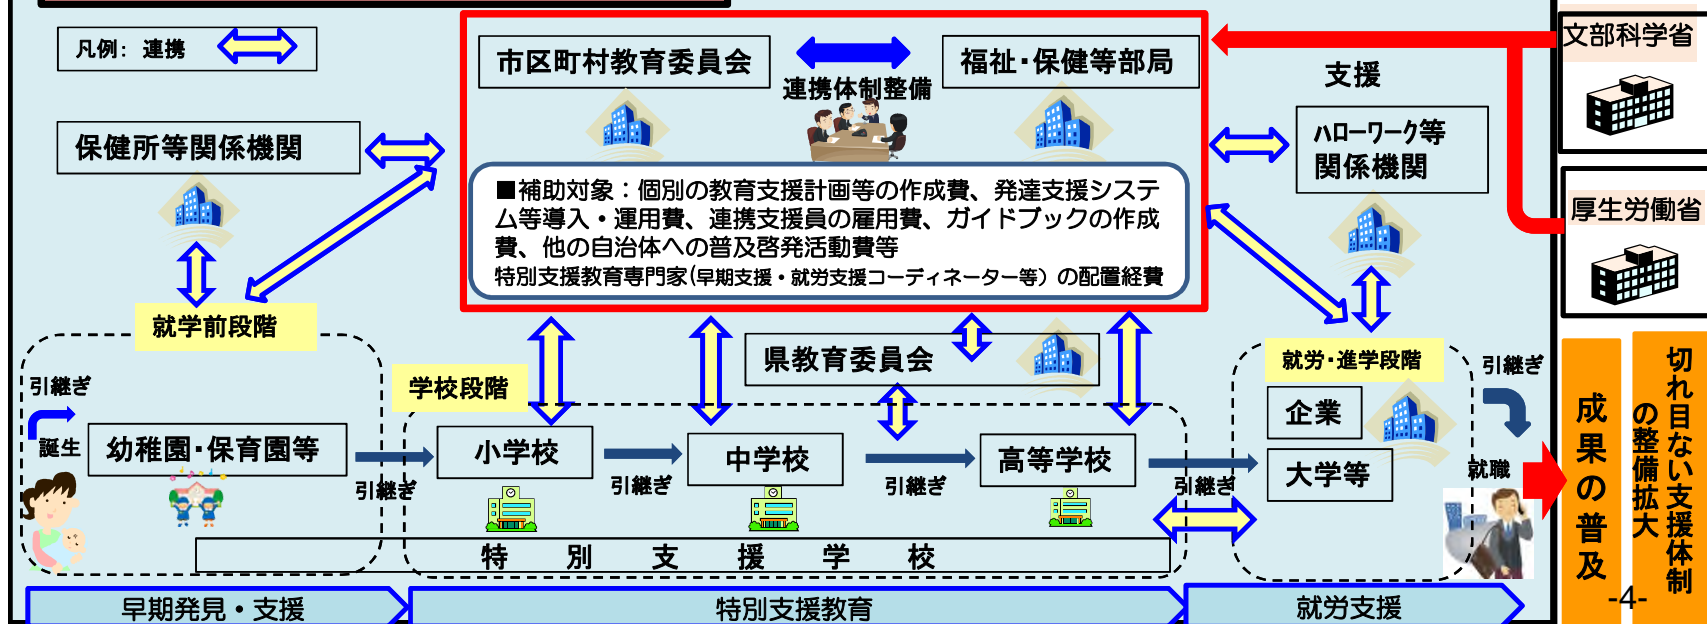 凡例: 連携
市区町村教育委員会
連携体制整備
福祉・保健等部局
支援
文部科学省
保健所等関係機関
ハローワーク等
関係機関
厚生労働省
■補助対象：個別の教育支援計画等の作成費、発達支援システ
ム等導入・運用費、連携支援員の雇用費、ガイドブックの作成
費、他の自治体への普及啓発活動費等
特別支援教育専門家(早期支援・就労支援コーディネーター等）の配置経費
就学前段階
県教育委員会
学校段階
就労・進学段階
引継ぎ
誕生
幼稚園・保育園等
引継ぎ
小学校
引継ぎ
中学校
引継ぎ
高等学校
引継ぎ
企業
大学等
引継ぎ
就職
特別支援学校
早期発見・支援
特別支援教育
就労支援
成果の普及
切れ目ない支援体制
の整備拡大
-4-